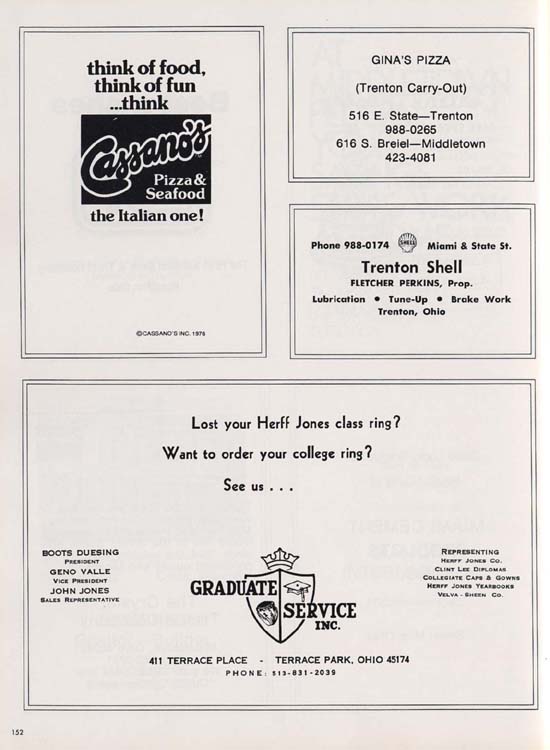 think of food,
think of fun
...think
Cassano's
Pizza &
Seafood
the Italian one!
©CASSANO'S INC. 1976
GINA'S PIZZA
(Trenton Carry-Out)
516 E. State—Trenton
988-0265
616 S. Breiel—Middletown
423-4081
Phone 988-0174 SHELL Miami & State St.
Trenton Shell
FLETCHER PERKINS, Prop.
Lubrication • Tune-Up • Brake Work
Trenton, Ohio
Lost your Herff Jones class ring?
Want to order your college ring?
See us . . .
BOOTS DUESING
PRESIDENT
GENO VALLE
VICE PRESIDENT
JOHN JONES
SALES REPRESENTATIVE
GRADUATE
SERVICE
INC.
REPRESENTING
HERFF JONES CO.
CLINT LEE DIPLOMAS
COLLEGIATE CAPS & GOWNS
HERFF JONES YEARBOOKS
VELVA-SHEEN CO.
411 TERRACE PLACE - TERRACE PARK, OHIO 45174
PHONE: 513-831-2039
152